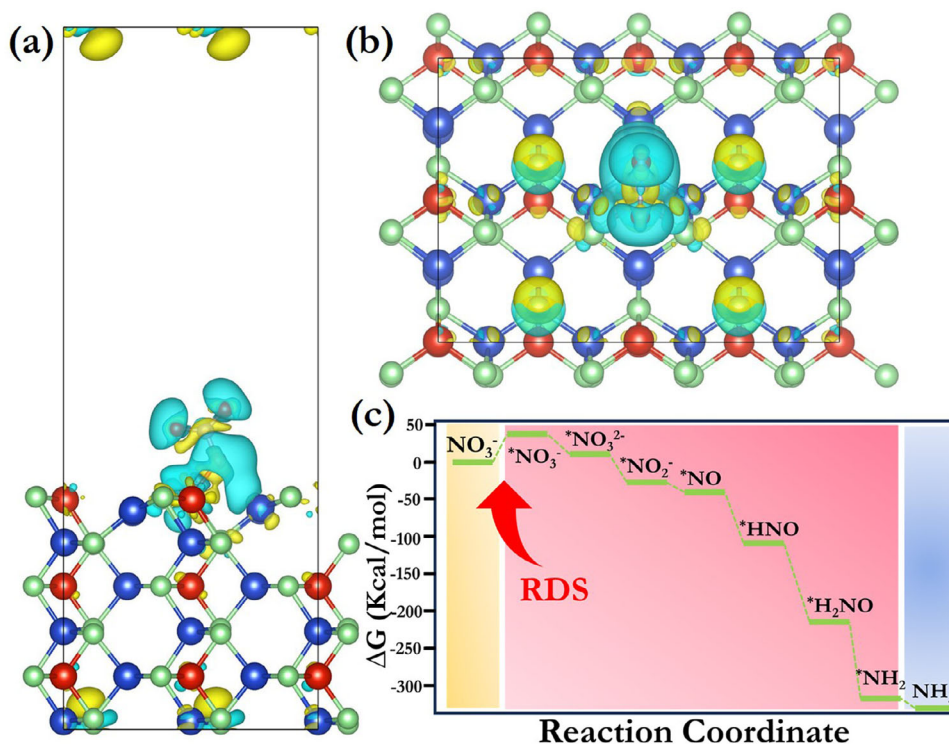 (a)
(b)
(c)
ΔG (Kcal/mol)
50
0
-50
-100
-150
-200
-250
-300
NO₃⁻
*NO₃⁻
*NO₃²⁻
*NO₂⁻
*NO
*HNO
*H₂NO
*NH₂
NH
RDS
Reaction Coordinate